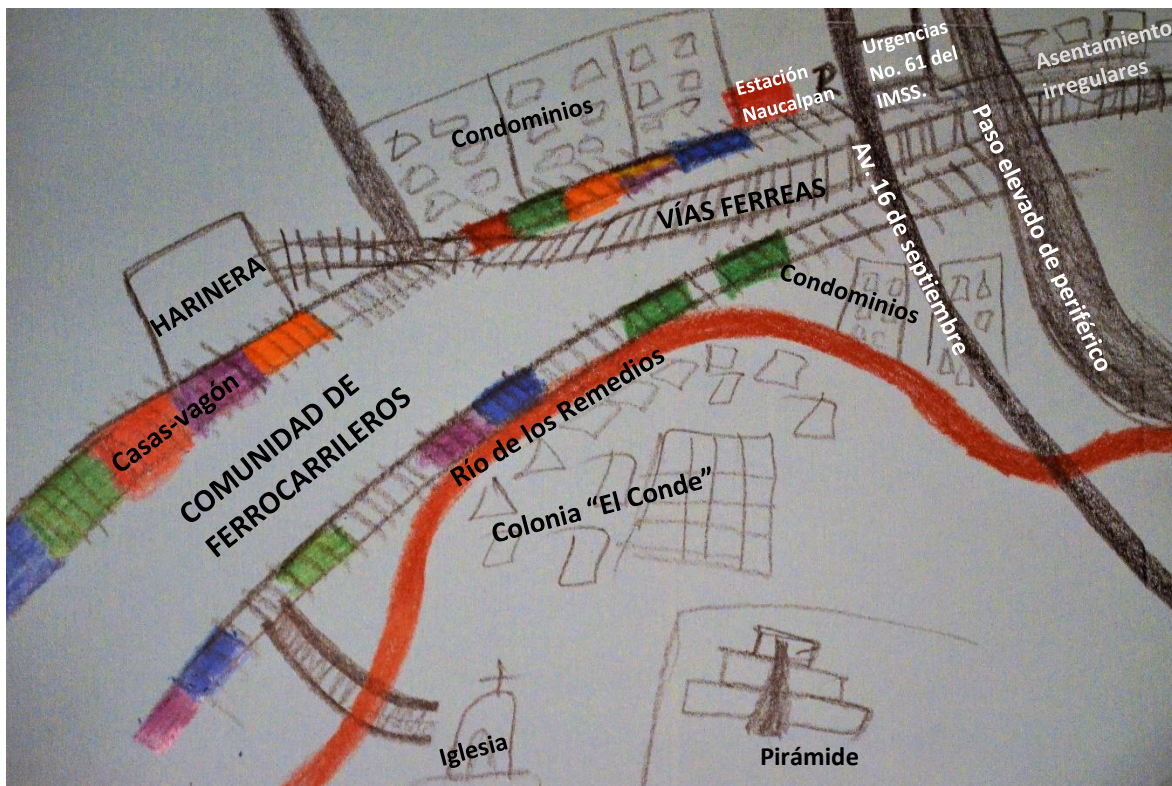 Urgencias
No. 61 del
IMSS.
Asentamiento
irregulares
Estación
Naucalpan
P
Condominios
Paso elevado de periférico
Av. 16 de septiembre
VÍAS FERREAS
HARINERA
Condominios
Casas-vagón
COMUNIDAD DE
FERROCARRILEROS
Río de los Remedios
Colonia “El Conde”
Iglesia
Pirámide